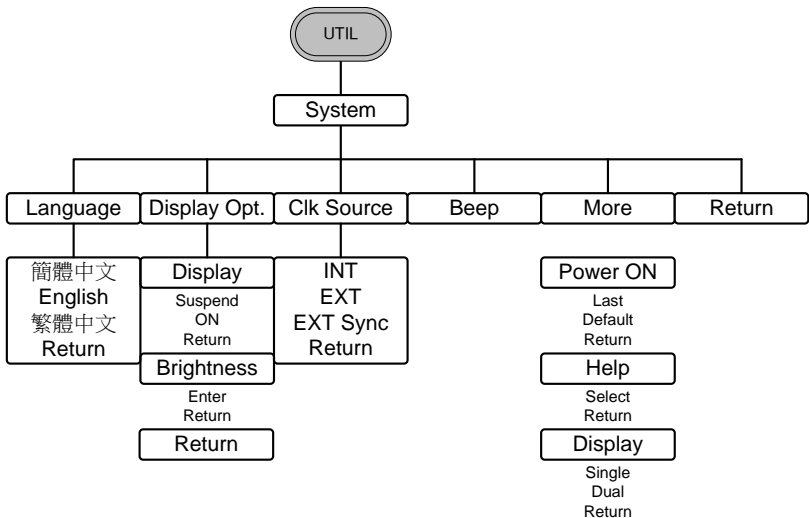 UTIL
System
Language
Display Opt.
Clk Source
Beep
More
Return
簡體中文
English
繁體中文
Return
Display
Suspend
ON
Return
Brightness
Enter
Return
Return
INT
EXT
EXT Sync
Return
Power ON
Last
Default
Return
Help
Select
Return
Display
Single
Dual
Return